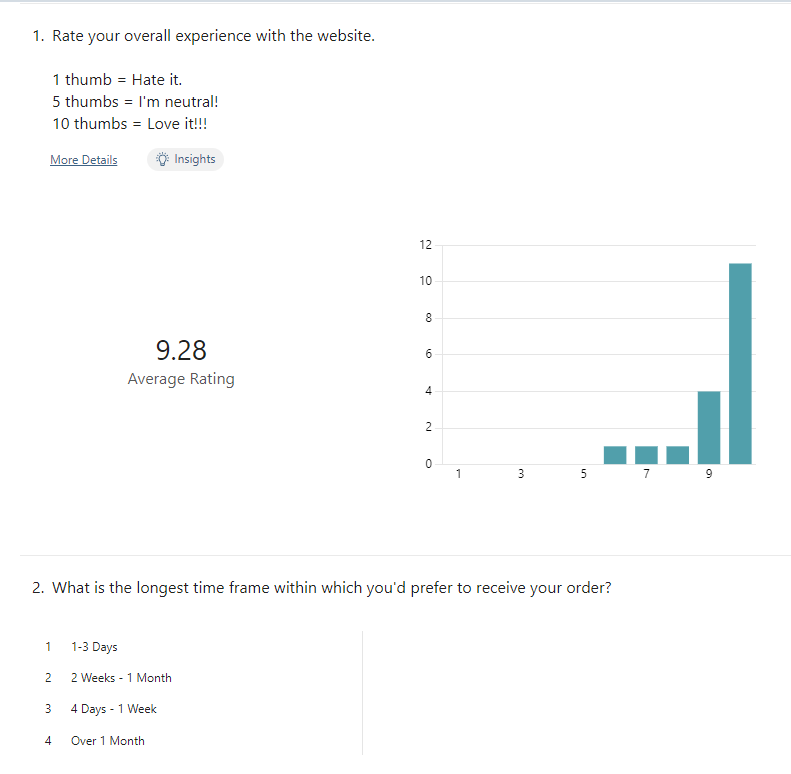 1. Rate your overall experience with the website.
1 thumb = Hate it.
5 thumbs = I'm neutral!
10 thumbs = Love it!!!
More Details Insights
12
10
8
6
4
2
0
1 3 5 7 9
9.28
Average Rating
2. What is the longest time frame within which you'd prefer to receive your order?
1 1-3 Days
2 2 Weeks - 1 Month
3 4 Days - 1 Week
4 Over 1 Month